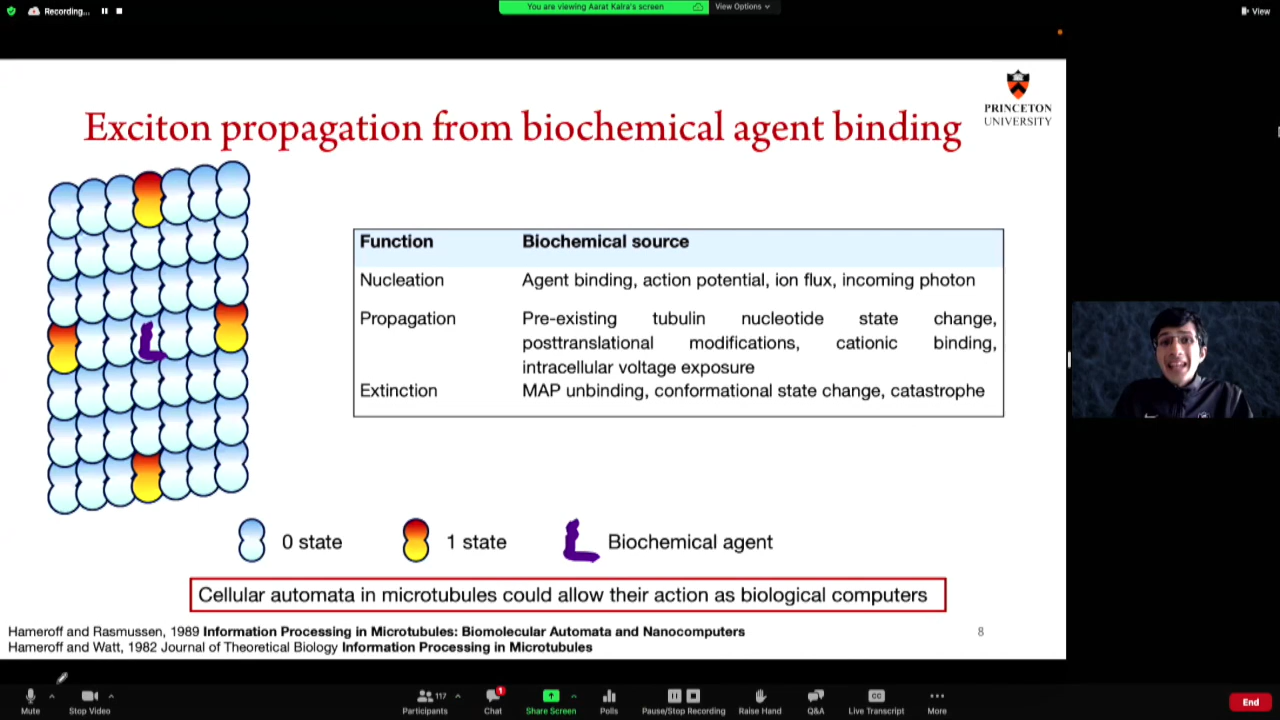 Recording...
You are viewing Aarat Kalra's screen
View Options
View
Exciton propagation from biochemical agent binding
PRINCETON
UNIVERSITY
Function Biochemical source
Nucleation Agent binding, action potential, ion flux, incoming photon
Propagation Pre-existing tubulin nucleotide state change,
posttranslational modifications, cationic binding,
intracellular voltage exposure
Extinction MAP unbinding, conformational state change, catastrophe
0 state 1 state Biochemical agent
Cellular automata in microtubules could allow their action as biological computers
Hameroff and Rasmussen, 1989 Information Processing in Microtubules: Biomolecular Automata and Nanocomputers
Hameroff and Watt, 1982 Journal of Theoretical Biology Information Processing in Microtubules
8
117
1
CC
Mute Stop Video Participants Chat Share Screen Polls Pause/Stop Recording Raise Hand Q&A Live Transcript More
End